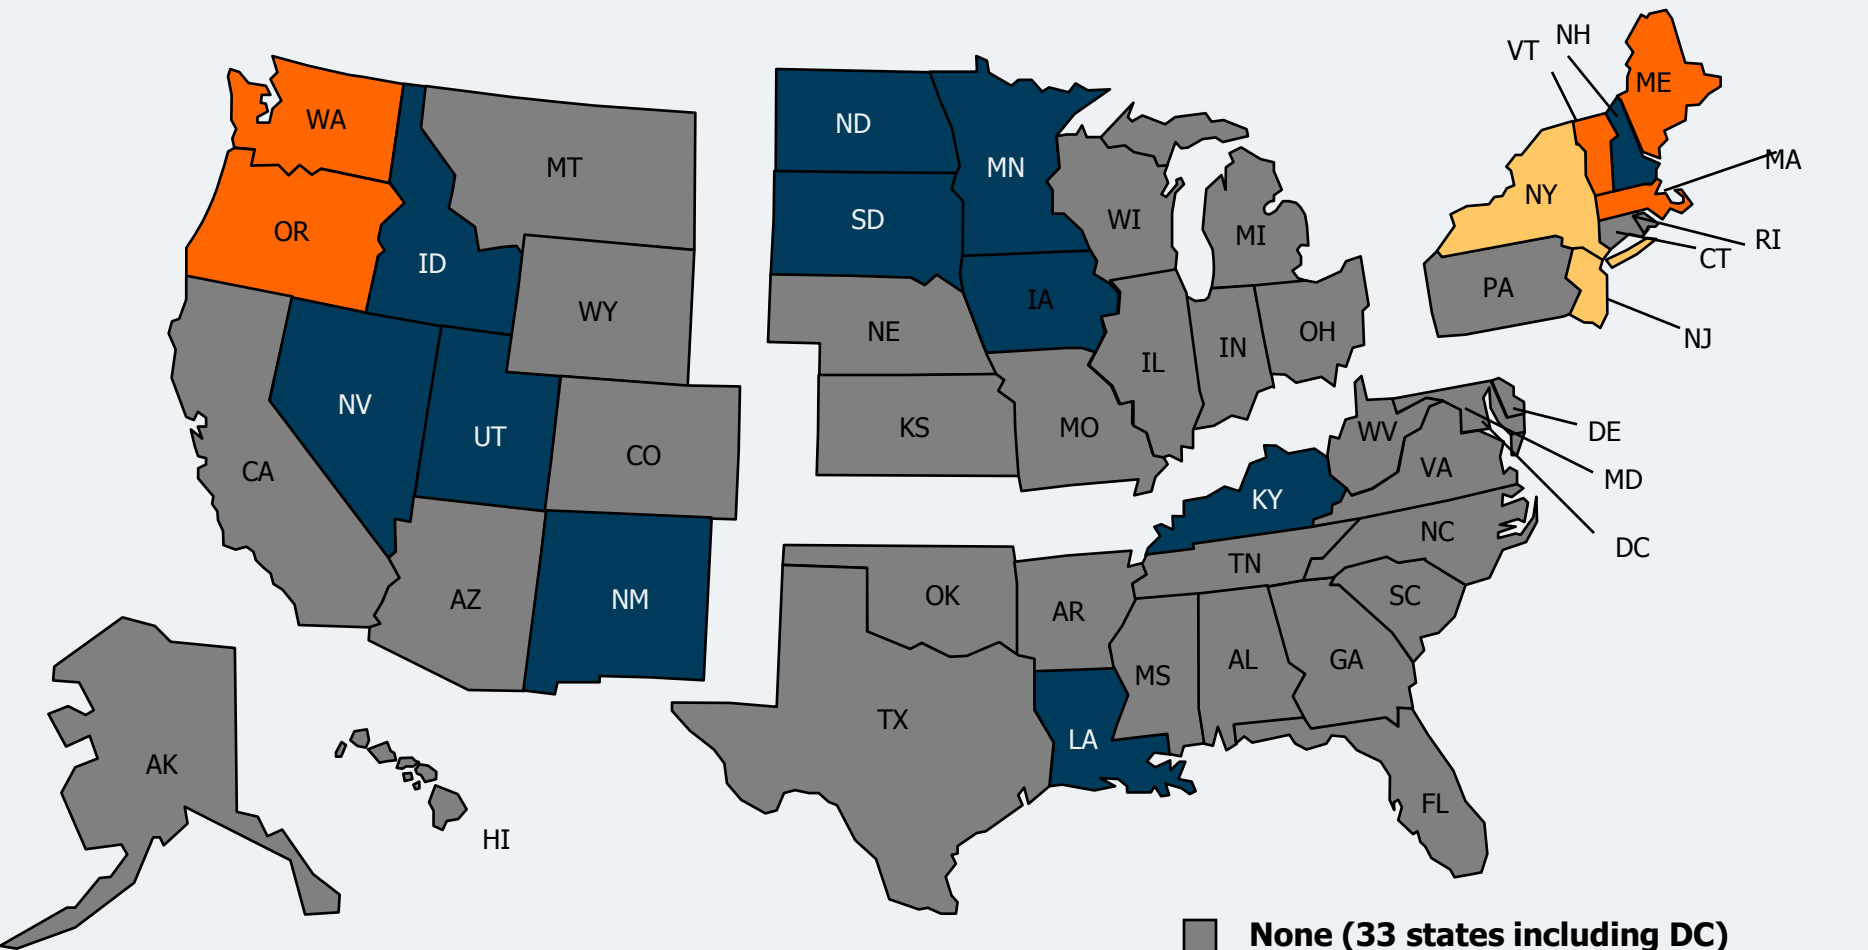 NH
VT
ME
WA
ND
MN
MT
MA
NY
SD
WI
OR
MI
RI
ID
CT
PA
IA
WY
NE
OH
NJ
IN
IL
NV
KS
MO
WV
DE
UT
CO
VA
CA
MD
KY
NC
DC
TN
AZ
NM
OK
AR
SC
MS
AL
GA
TX
LA
AK
FL
HI
None (33 states including DC)